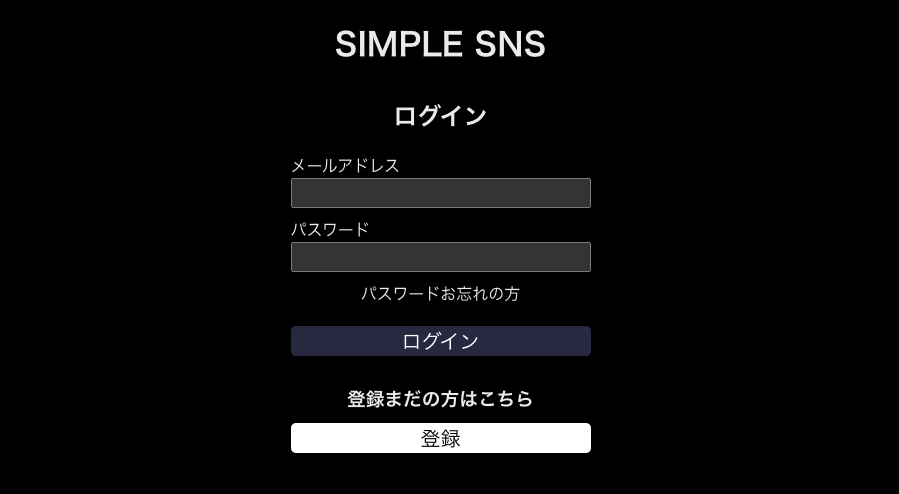 SIMPLE SNS
ログイン
メールアドレス
パスワード
パスワードお忘れの方
ログイン
登録まだの方はこちら
登録